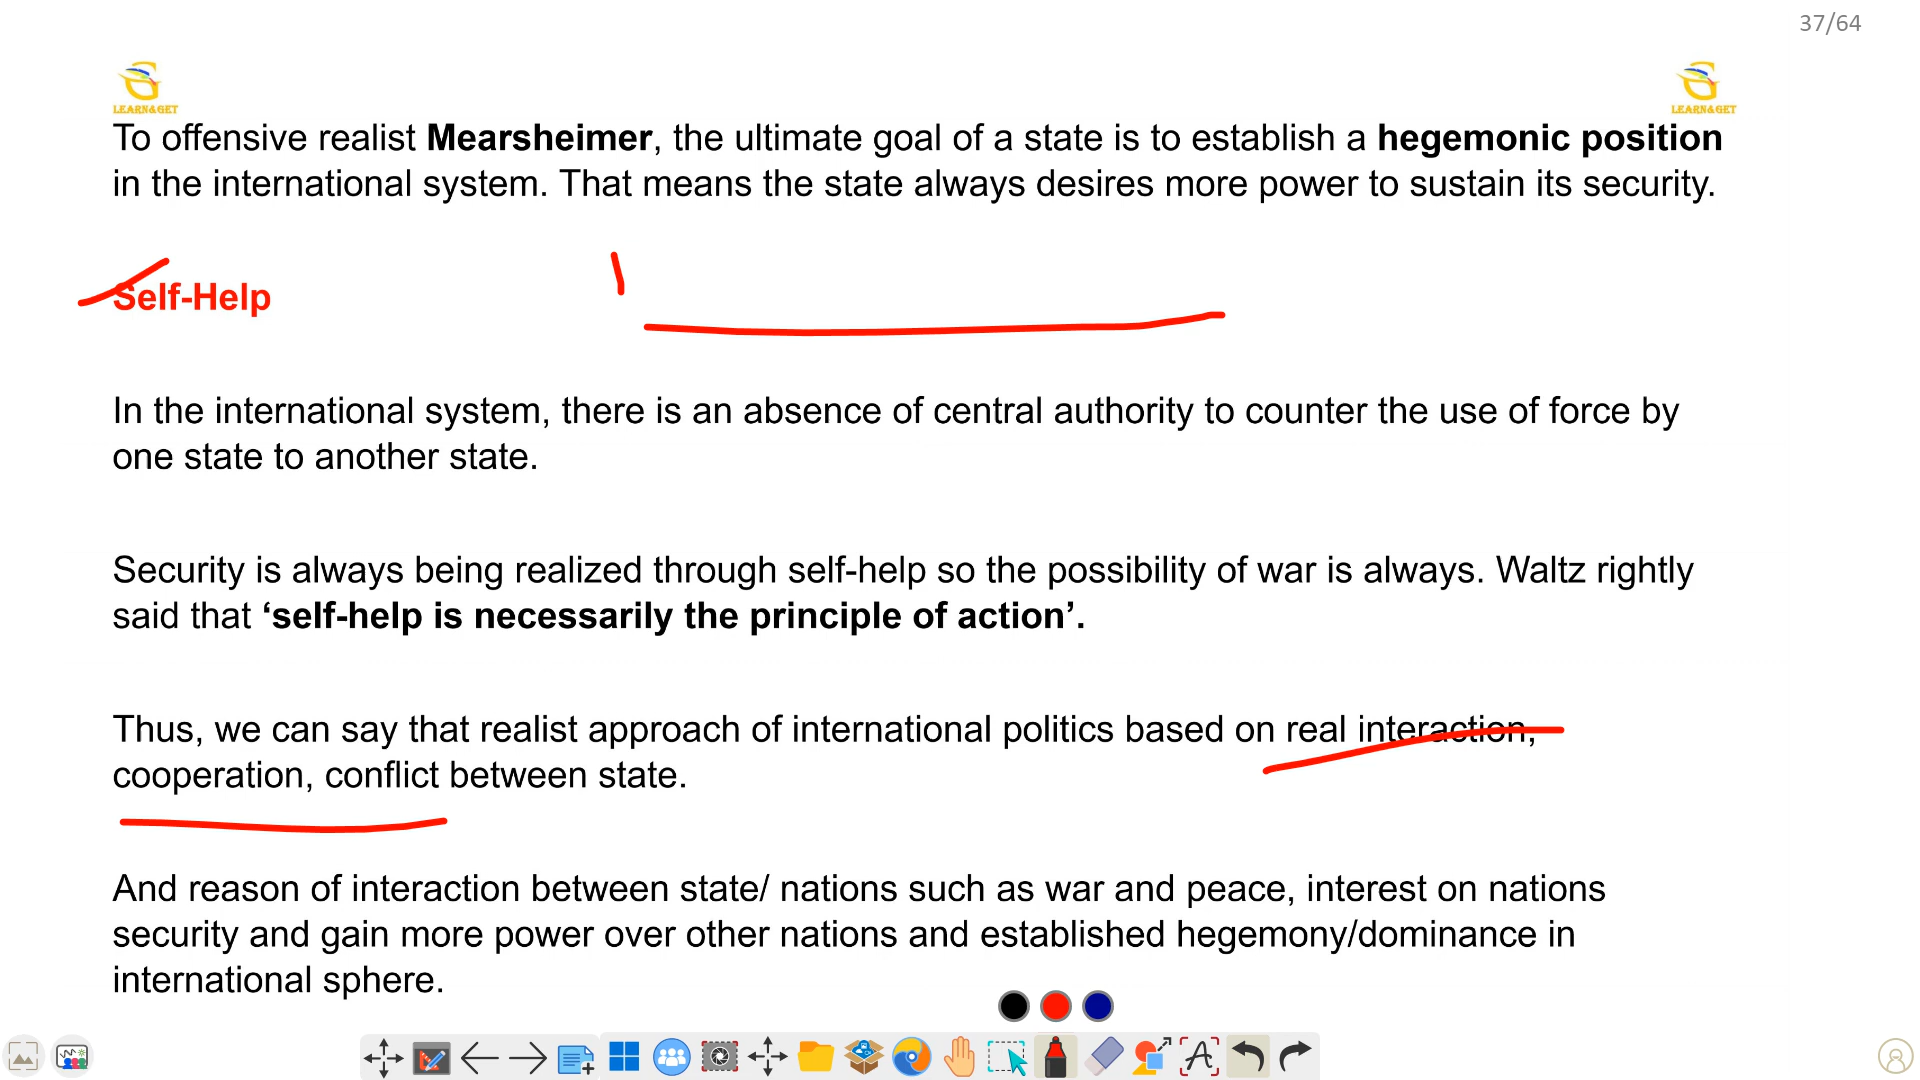 37/64
LEARN&GET
LEARN&GET
To offensive realist Mearsheimer, the ultimate goal of a state is to establish a hegemonic position
in the international system. That means the state always desires more power to sustain its security.
Self-Help
In the international system, there is an absence of central authority to counter the use of force by
one state to another state.
Security is always being realized through self-help so the possibility of war is always. Waltz rightly
said that ‘self-help is necessarily the principle of action’.
Thus, we can say that realist approach of international politics based on real interaction,
cooperation, conflict between state.
And reason of interaction between state/ nations such as war and peace, interest on nations
security and gain more power over other nations and established hegemony/dominance in
international sphere.